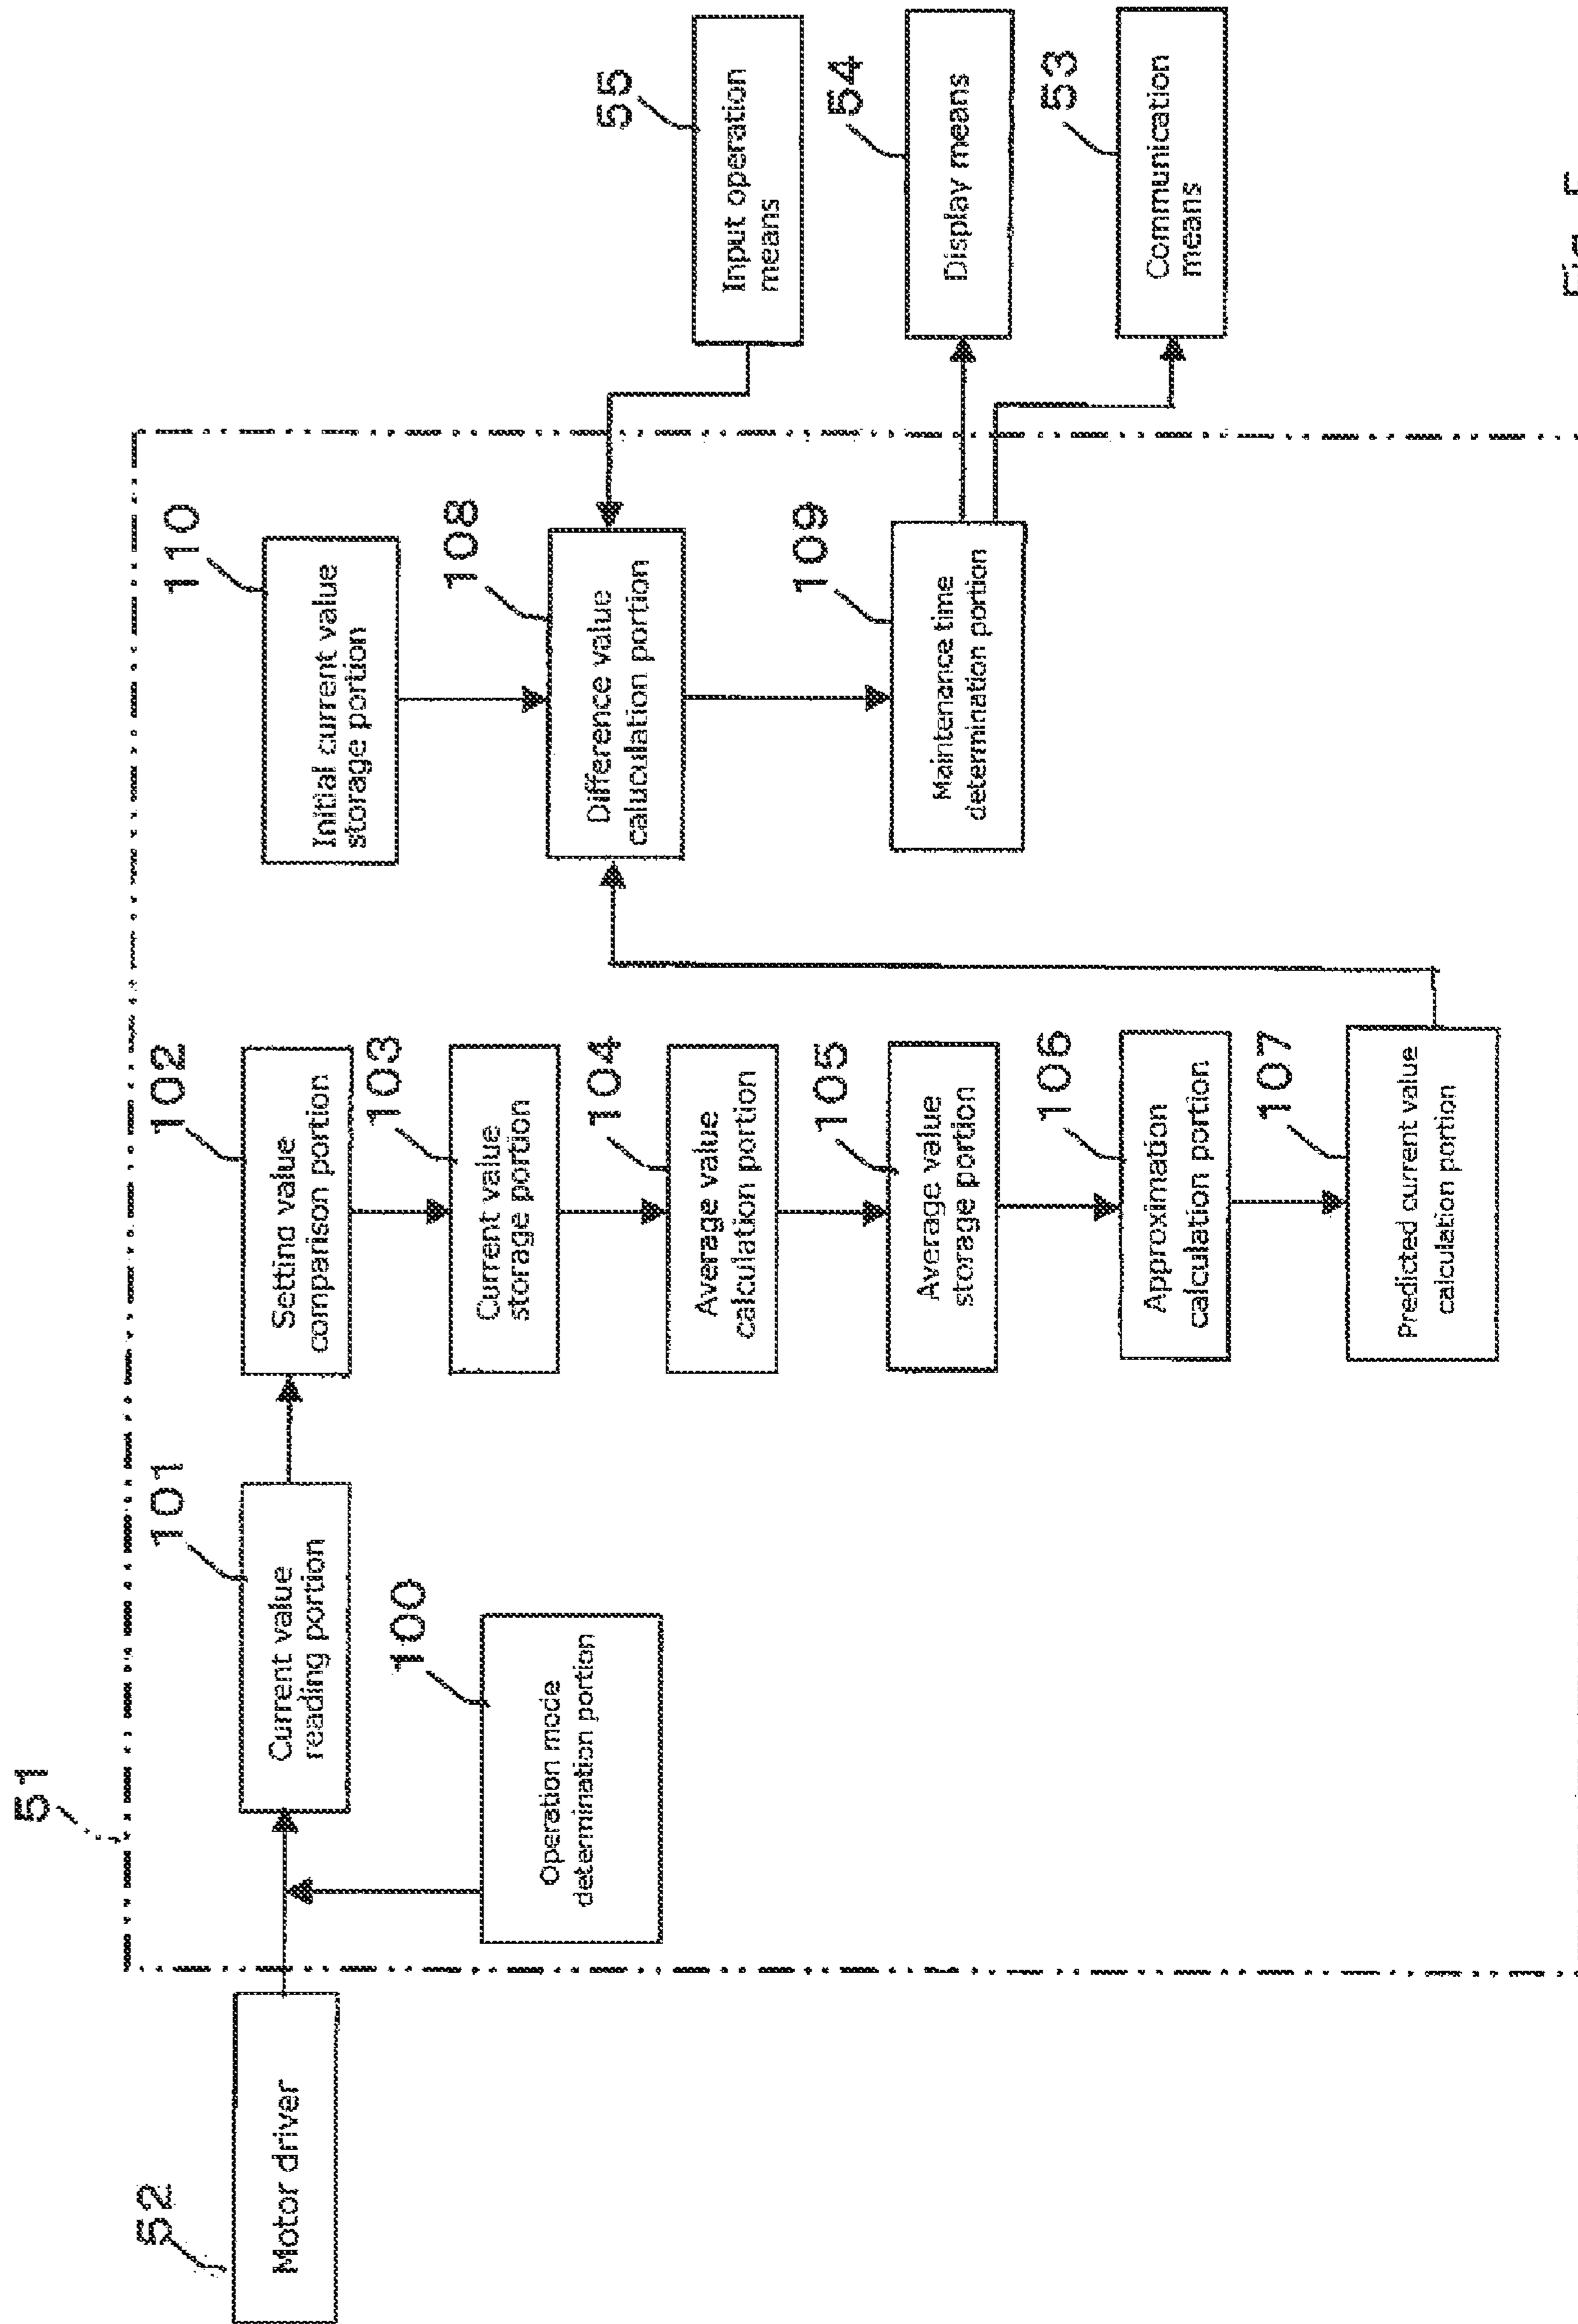 51
52
Motor driver
101
Current value
reading portion
100
Operation mode
determination portion
102
Setting value
comparison portion
103
Current value
storage portion
104
Average value
calculation portion
105
Average value
storage portion
106
Approximation
calculation portion
107
Predicted current value
calculation portion
110
Initial current value
storage portion
108
Difference value
caluculation portion
109
Maintenance time
determination portion
55
Input operation
means
54
Display means
53
Communication
means
Fig.